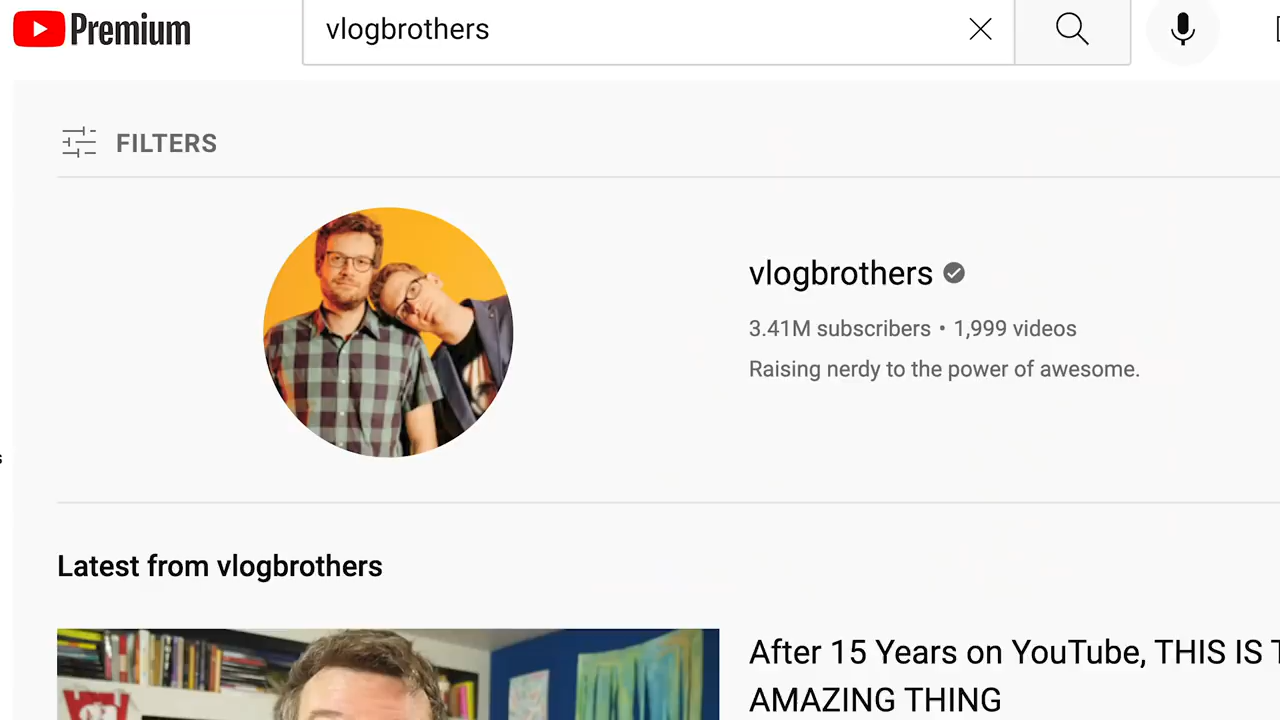 Premium
vlogbrothers
FILTERS
vlogbrothers
3.41M subscribers • 1,999 videos
Raising nerdy to the power of awesome.
Latest from vlogbrothers
After 15 Years on YouTube, THIS IS
AMAZING THING